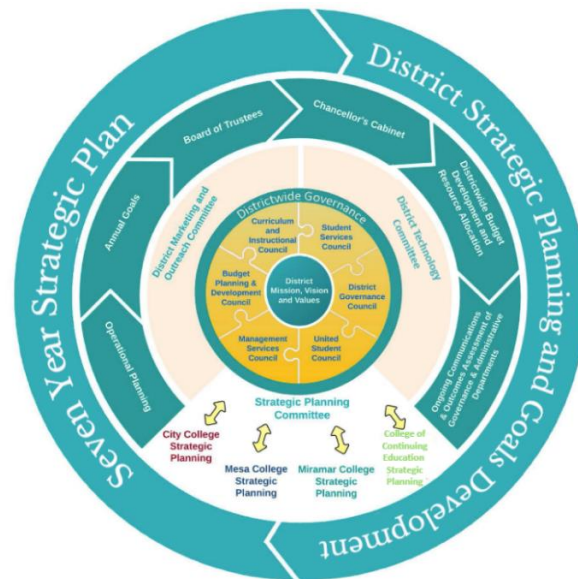 Seven Year Strategic Plan
District Strategic Planning and Goals Development
Operational Planning
Annual Goals
Board of Trustees
Chancellor's Cabinet
Districtwide Budget
Development and
Resource Allocation
Ongoing Communications
& Outcomes Assessment of
Governance & Administrative
Departments
District Marketing and
Outreach Committee
District Technology
Committee
Districtwide Governance
Curriculum and
Instructional
Council
Student
Services
Council
Budget
Planning &
Development
Council
District
Mission, Vision
and Values
District
Governance
Council
Management
Services
Council
United
Student
Council
Strategic Planning
Committee
City College
Strategic
Planning
Mesa College
Strategic
Planning
Miramar College
Strategic
Planning
College of
Continuing
Education
Strategic
Planning